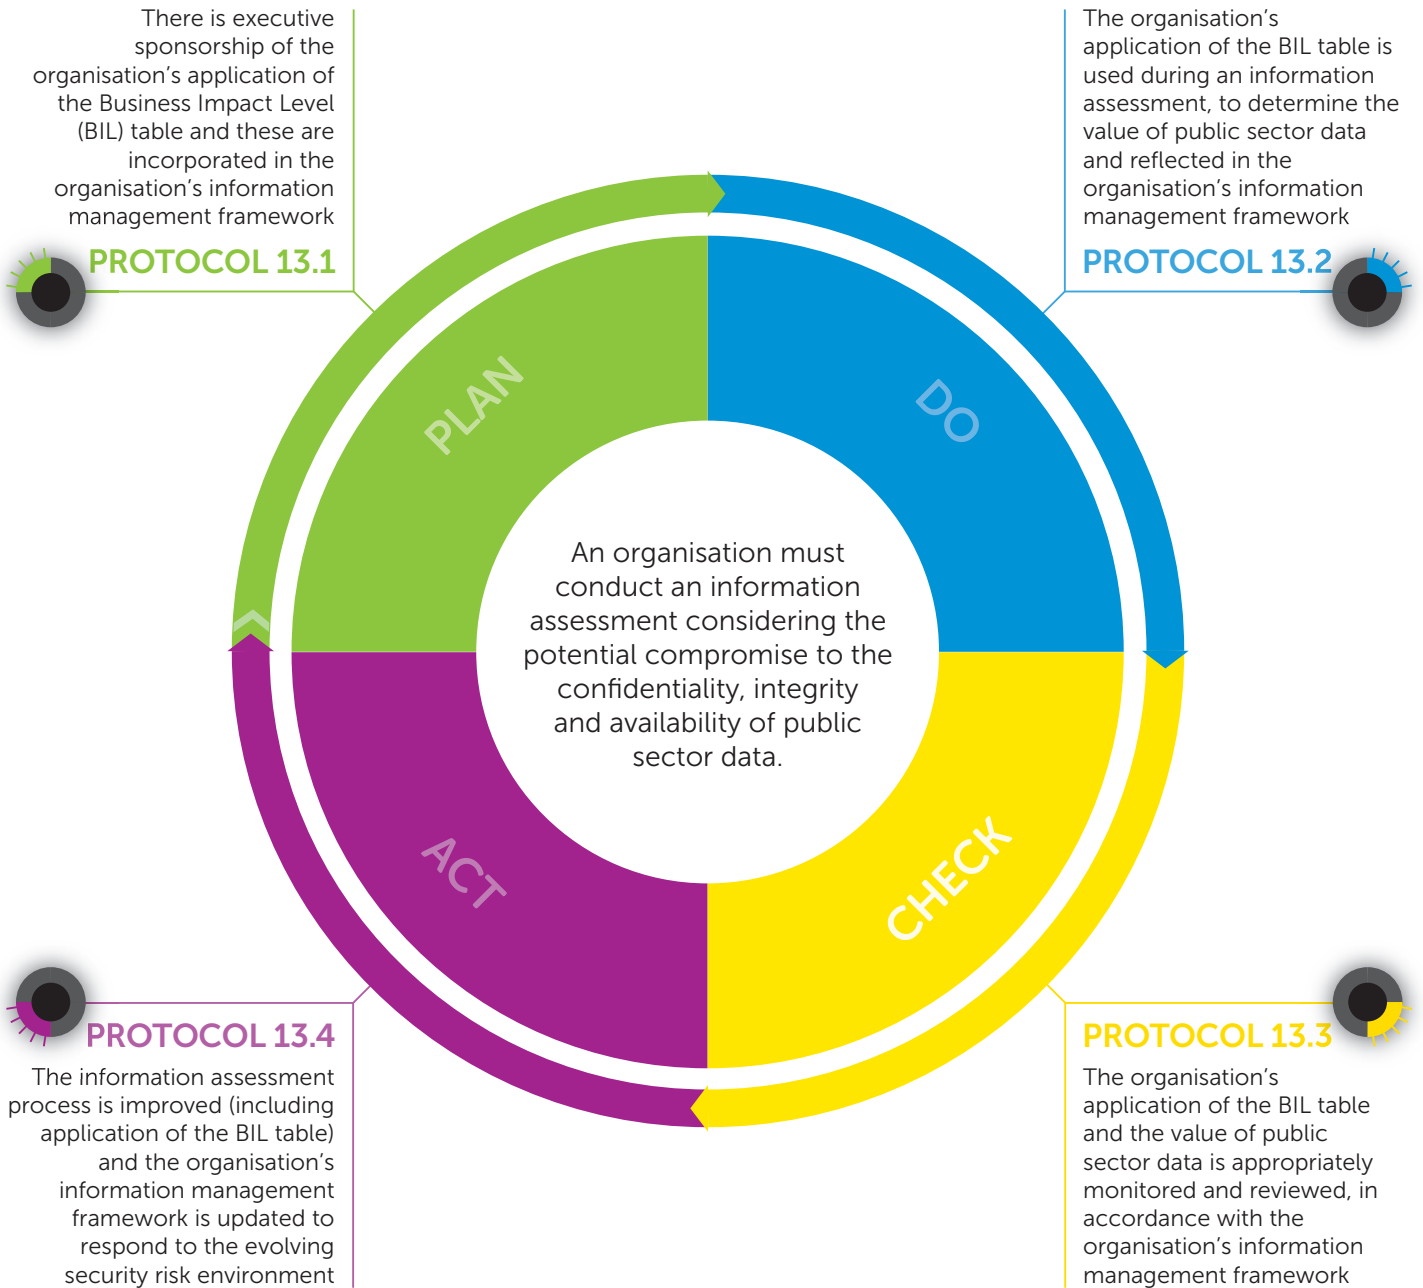 There is executive
sponsorship of the
organisation's application of
the Business Impact Level
(BIL) table and these are
incorporated in the
organisation's information
management framework
PROTOCOL 13.1
The organisation's
application of the BIL table is
used during an information
assessment, to determine the
value of public sector data
and reflected in the
organisation's information
management framework
PROTOCOL 13.2
PLAN
DO
An organisation must
conduct an information
assessment considering the
potential compromise to the
confidentiality, integrity
and availability of public
sector data.
ACT
CHECK
PROTOCOL 13.4
The information assessment
process is improved (including
application of the BIL table)
and the organisation's
information management
framework is updated to
respond to the evolving
security risk environment
PROTOCOL 13.3
The organisation's
application of the BIL table
and the value of public
sector data is appropriately
monitored and reviewed, in
accordance with the
organisation's information
management framework